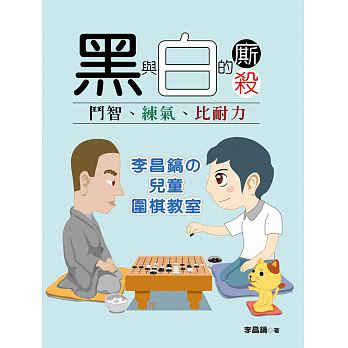 黑與白的廝殺
鬥智、練氣、比耐力
李昌鎬の
兒童
圍棋教室
李昌鎬◎著